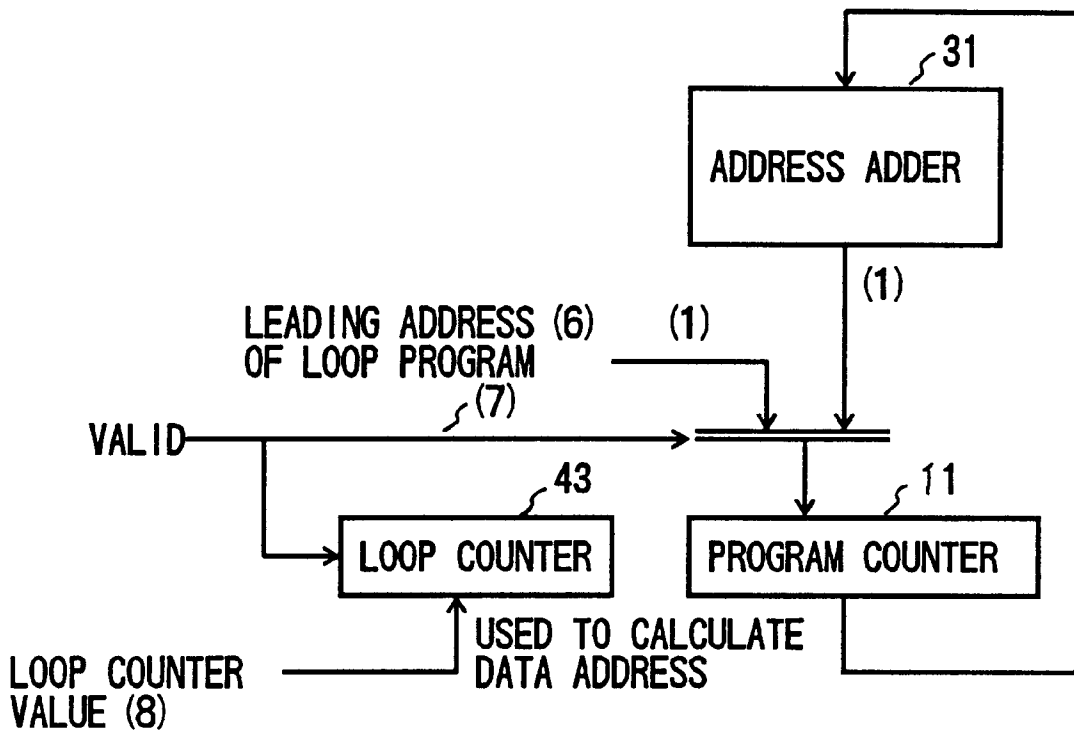 31
ADDRESS ADDER
(1)
LEADING ADDRESS (6) (1)
OF LOOP PROGRAM
(7)
VALID
43
11
LOOP COUNTER
PROGRAM COUNTER
USED TO CALCULATE
DATA ADDRESS
LOOP COUNTER
VALUE (8)